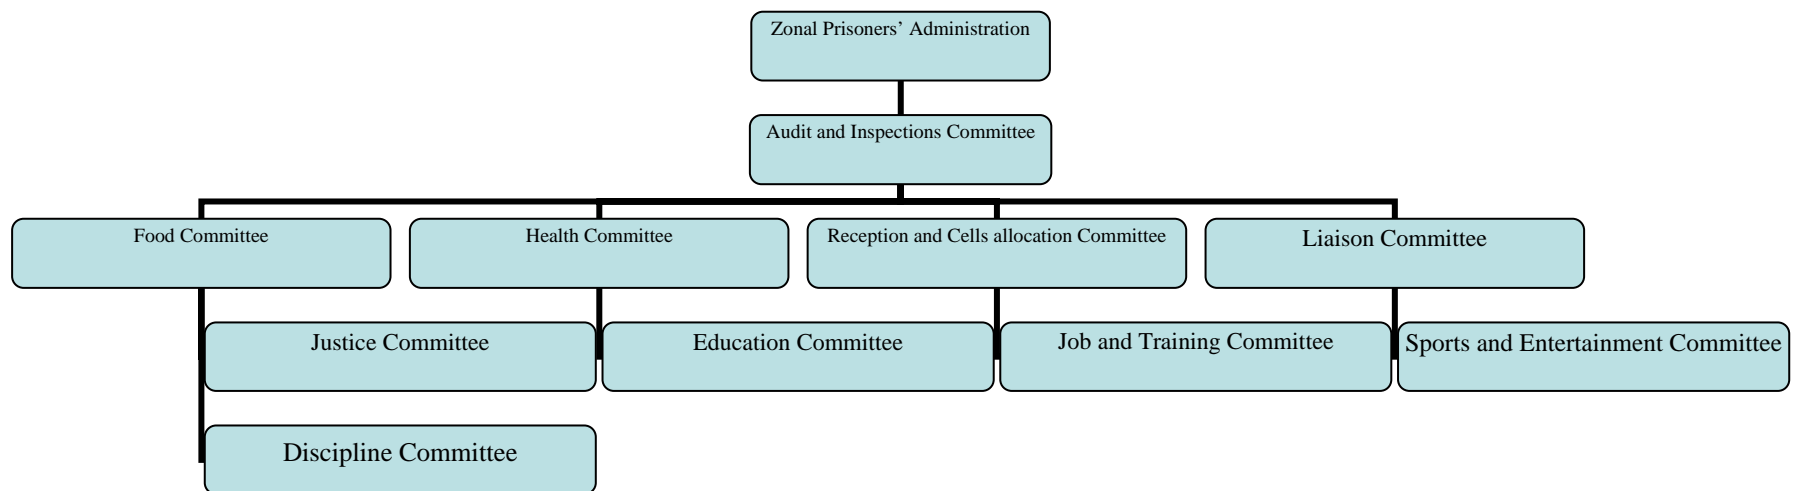 Zonal Prisoners’ Administration
Audit and Inspections Committee
Food Committee
Health Committee
Reception and Cells allocation Committee
Liaison Committee
Justice Committee
Education Committee
Job and Training Committee
Sports and Entertainment Committee
Discipline Committee